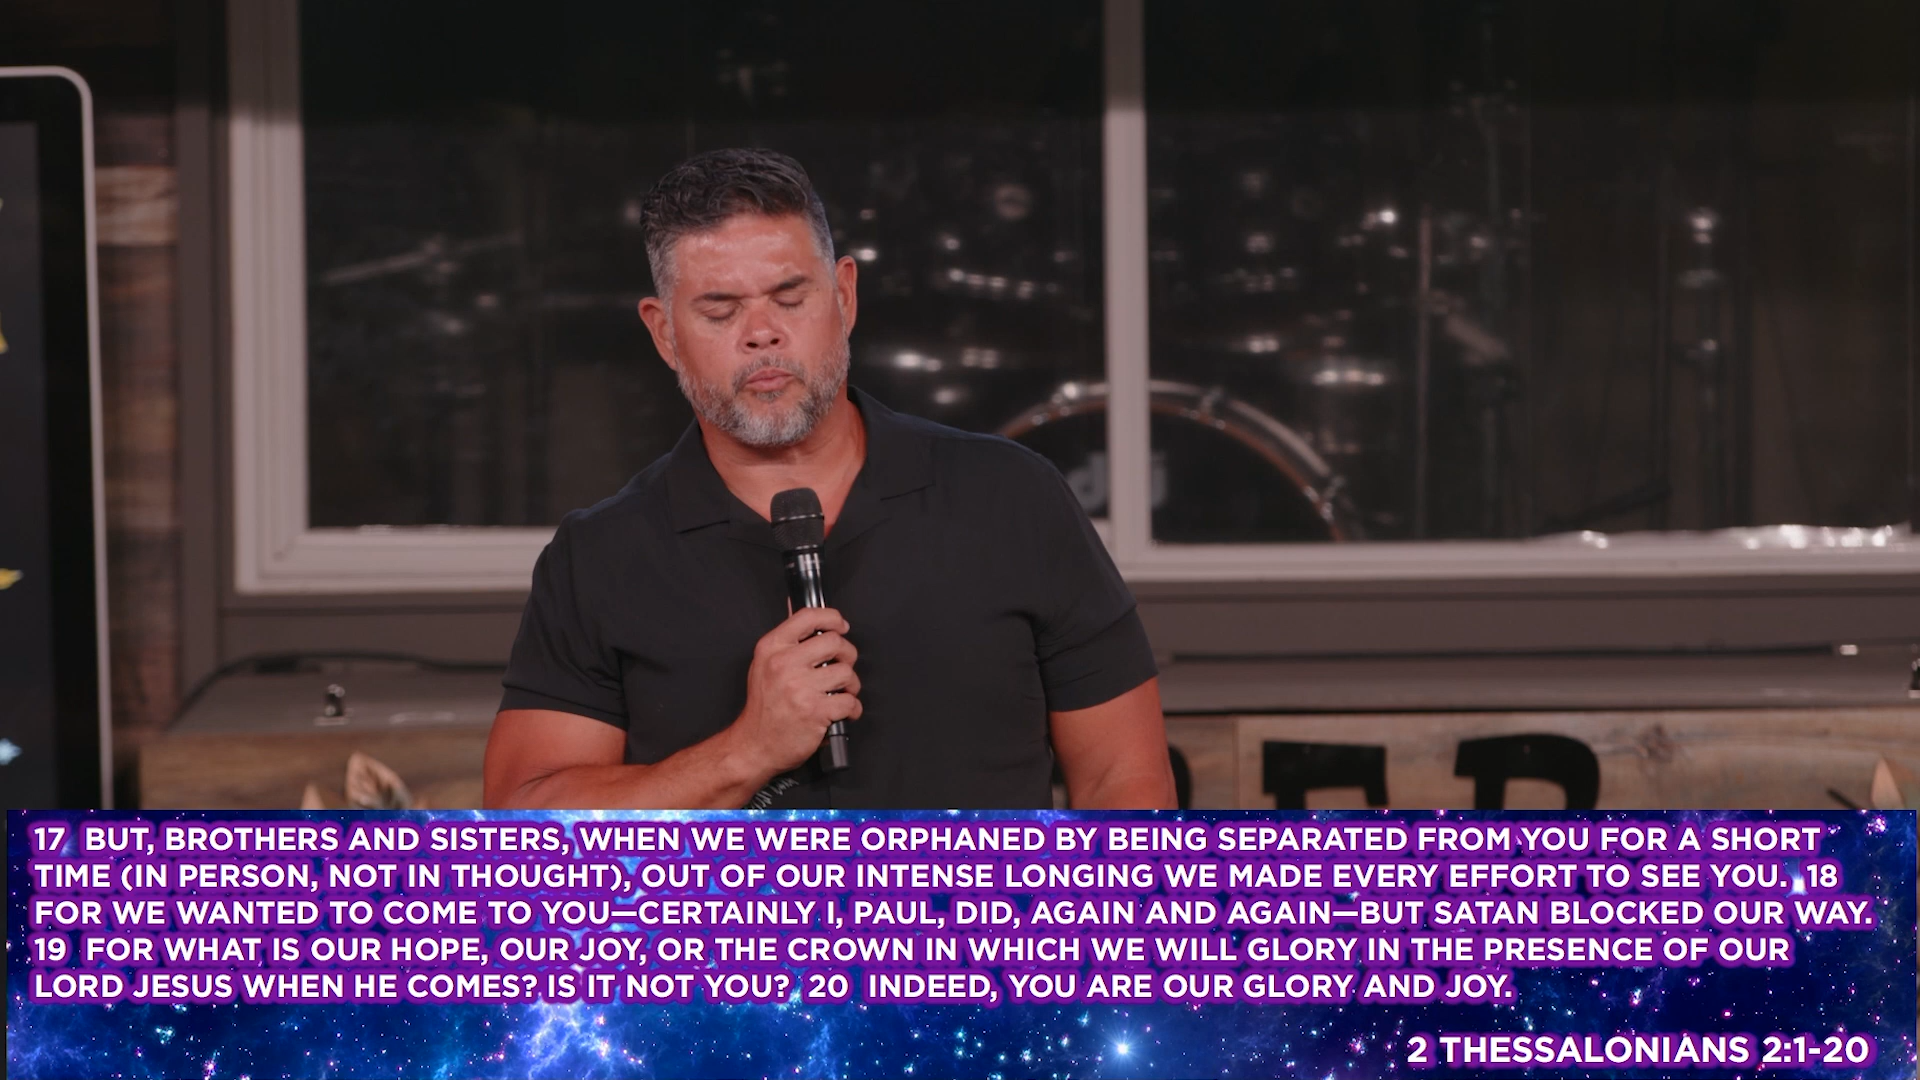 17 BUT, BROTHERS AND SISTERS, WHEN WE WERE ORPHANED BY BEING SEPARATED FROM YOU FOR A SHORT
TIME (IN PERSON, NOT IN THOUGHT), OUT OF OUR INTENSE LONGING WE MADE EVERY EFFORT TO SEE YOU. 18
FOR WE WANTED TO COME TO YOU—CERTAINLY I, PAUL, DID, AGAIN AND AGAIN—BUT SATAN BLOCKED OUR WAY.
19 FOR WHAT IS OUR HOPE, OUR JOY, OR THE CROWN IN WHICH WE WILL GLORY IN THE PRESENCE OF OUR
LORD JESUS WHEN HE COMES? IS IT NOT YOU? 20 INDEED, YOU ARE OUR GLORY AND JOY.
2 THESSALONIANS 2:1-20